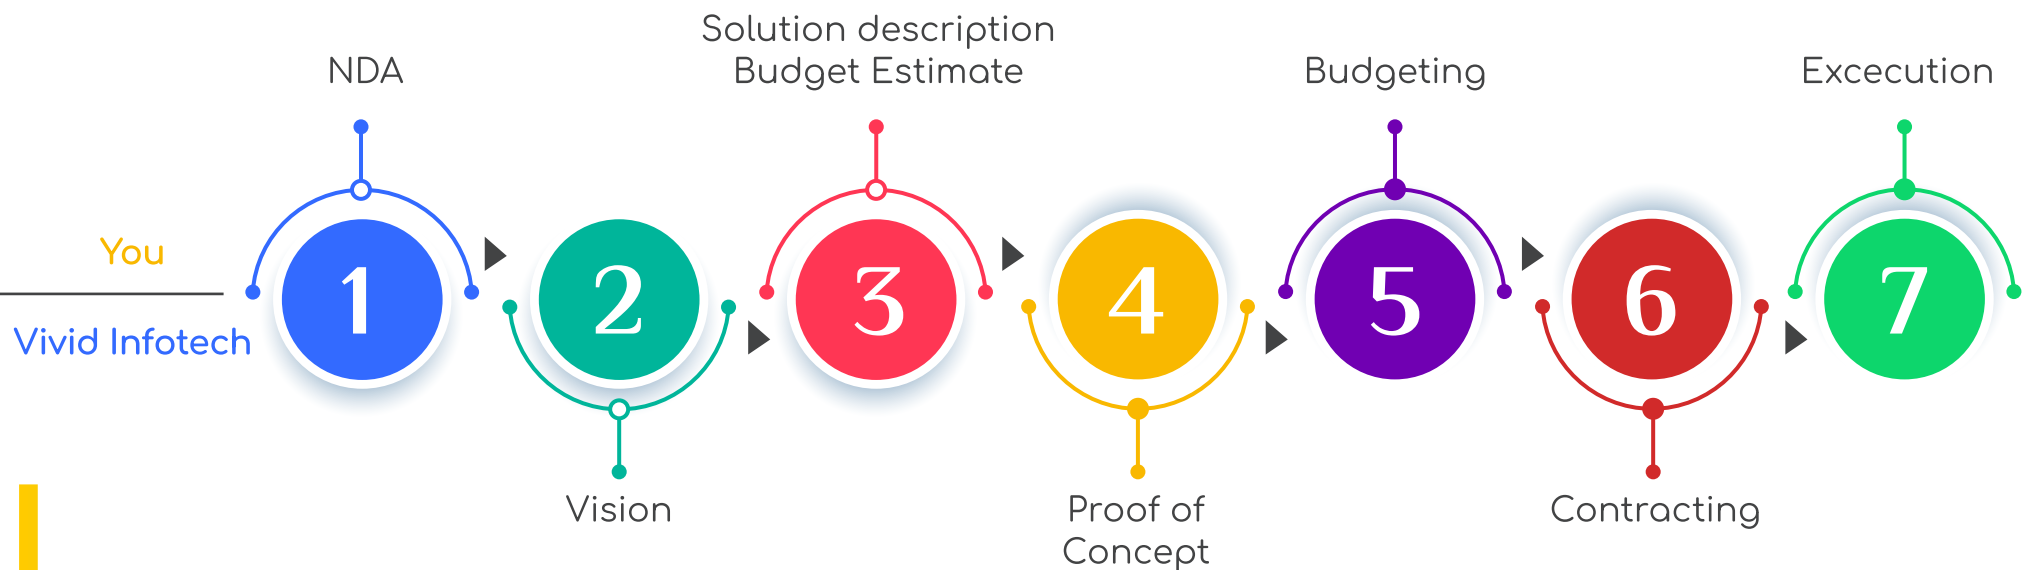 You
Vivid Infotech
NDA
1
2
Vision
Solution description
Budget Estimate
3
4
Proof of
Concept
Budgeting
5
6
Contracting
Excecution
7